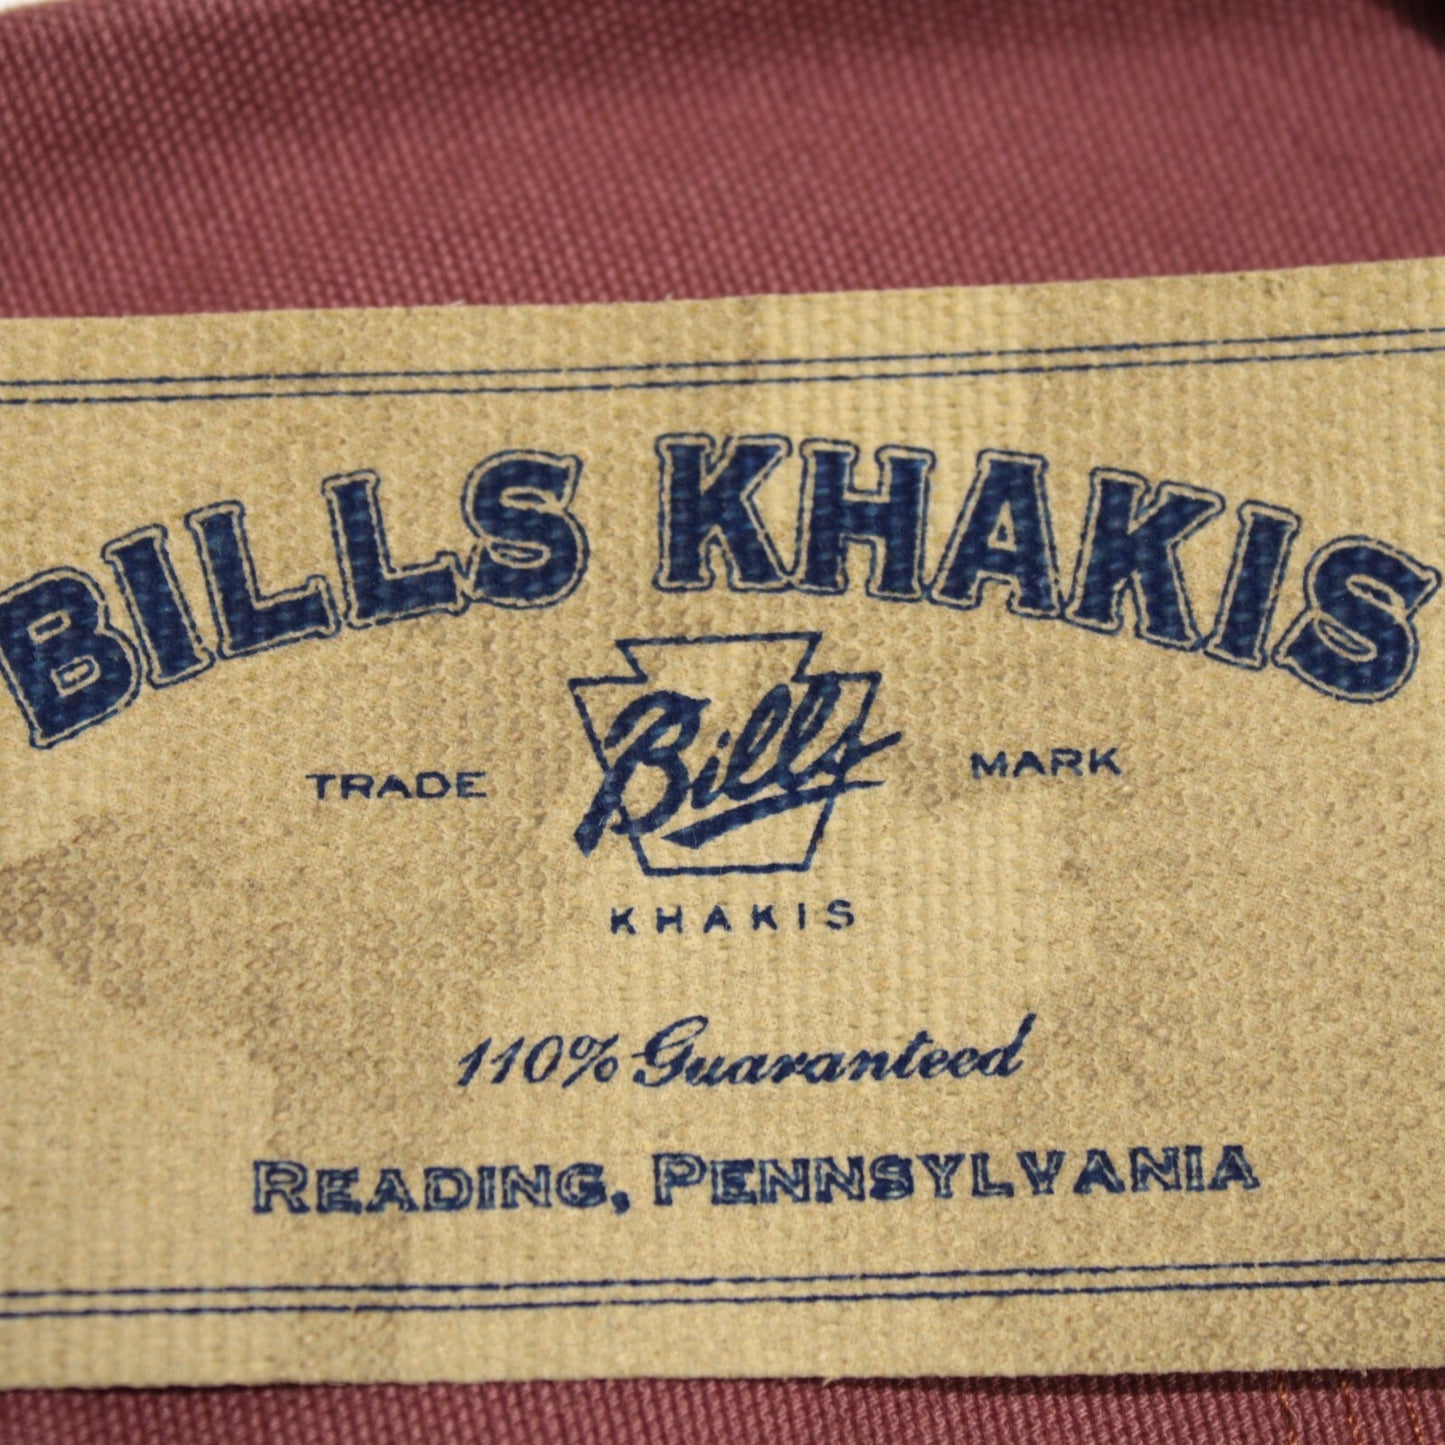 BILLS KHAKIS
TRADE Bills MARK
KHAKIS
110% Guaranteed
READING, PENNSYLVANIA